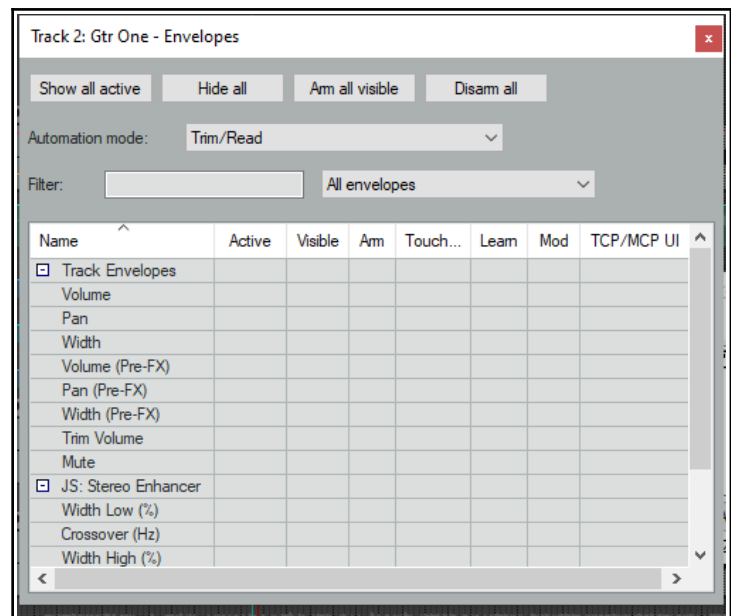 Track 2: Gtr One - Envelopes x
Show all active Hide all Arm all visible Disarm all
Automation mode: Trim/Read
Filter: All envelopes
Name Active Visible Arm Touch... Learn Mod TCP/MCP UI
Track Envelopes
Volume
Pan
Width
Volume (Pre-FX)
Pan (Pre-FX)
Width (Pre-FX)
Trim Volume
Mute
JS: Stereo Enhancer
Width Low (%)
Crossover (Hz)
Width High (%)